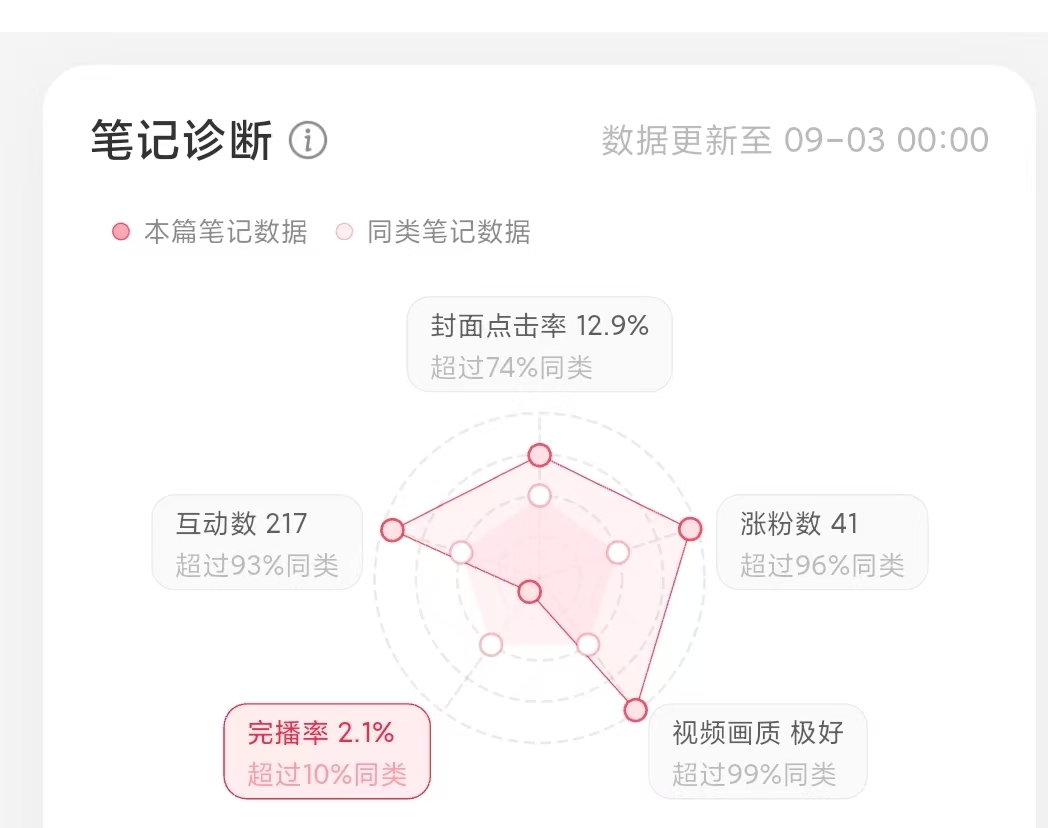 笔记诊断
数据更新至 09-03 00:00
本篇笔记数据
同类笔记数据
封面点击率 12.9%
超过74%同类
互动数 217
超过93%同类
涨粉数 41
超过96%同类
完播率 2.1%
超过10%同类
视频画质 极好
超过99%同类